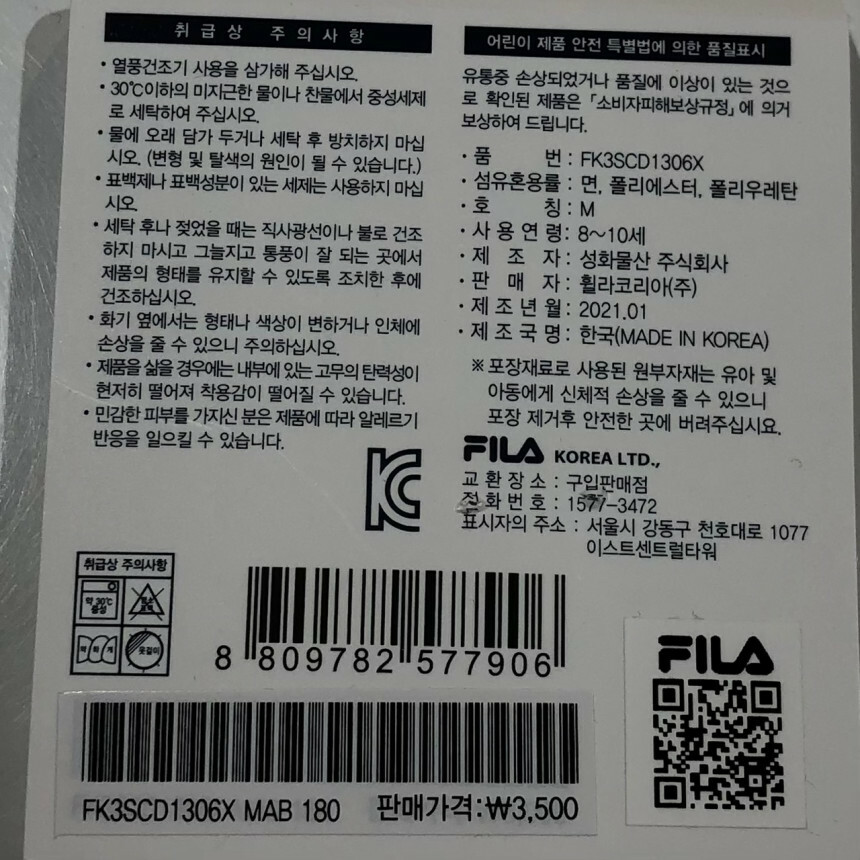 취급상 주의사항
• 열풍건조기 사용을 삼가해 주십시오.
• 30℃이하의 미지근한 물이나 찬물에서 중성세제
로 세탁하여 주십시오.
• 물에 오래 담가 두거나 세탁 후 방치하지 마십
시오. (변형 및 탈색의 원인이 될 수 있습니다.)
• 표백제나 표백성분이 있는 세제는 사용하지 마십
시오.
• 세탁 후나 젖었을 때는 직사광선이나 불로 건조
하지 마시고 그늘지고 통풍이 잘 되는 곳에서
제품의 형태를 유지할 수 있도록 조치한 후에
건조하십시오.
• 화기 옆에서는 형태나 색상이 변하거나 인체에
손상을 줄 수 있으니 주의하십시오.
• 제품을 삶을 경우에는 내부에 있는 고무의 탄력성이
현저히 떨어져 착용감이 떨어질 수 있습니다.
• 민감한 피부를 가지신 분은 제품에 따라 알레르기
반응을 일으킬 수 있습니다.
어린이 제품 안전 특별법에 의한 품질표시
유통중 손상되었거나 품질에 이상이 있는 것으
로 확인된 제품은 「소비자피해보상규정」에 의거
보상하여 드립니다.
• 품 번 : FK3SCD1306X
• 섬유혼용률 : 면, 폴리에스터, 폴리우레탄
• 호 칭 : M
• 사용연령 : 8~10세
• 제 조 자 : 성화물산 주식회사
• 판 매 자 : 휠라코리아(주)
• 제조년월 : 2021.01
• 제조국명 : 한국(MADE IN KOREA)
※ 포장재료로 사용된 원부자재는 유아 및
아동에게 신체적 손상을 줄 수 있으니
포장 제거후 안전한 곳에 버려주십시요.
FILA KOREA LTD.,
교환장소 : 구입판매점
전화번호 : 1577-3472
표시자의 주소 : 서울시 강동구 천호대로 1077
이스트센트럴타워
KC
취급상 주의사항
약 30℃
중성
옷걸이
8 809782 577906
FK3SCD1306X MAB 180 판매가격:₩3,500
FILA